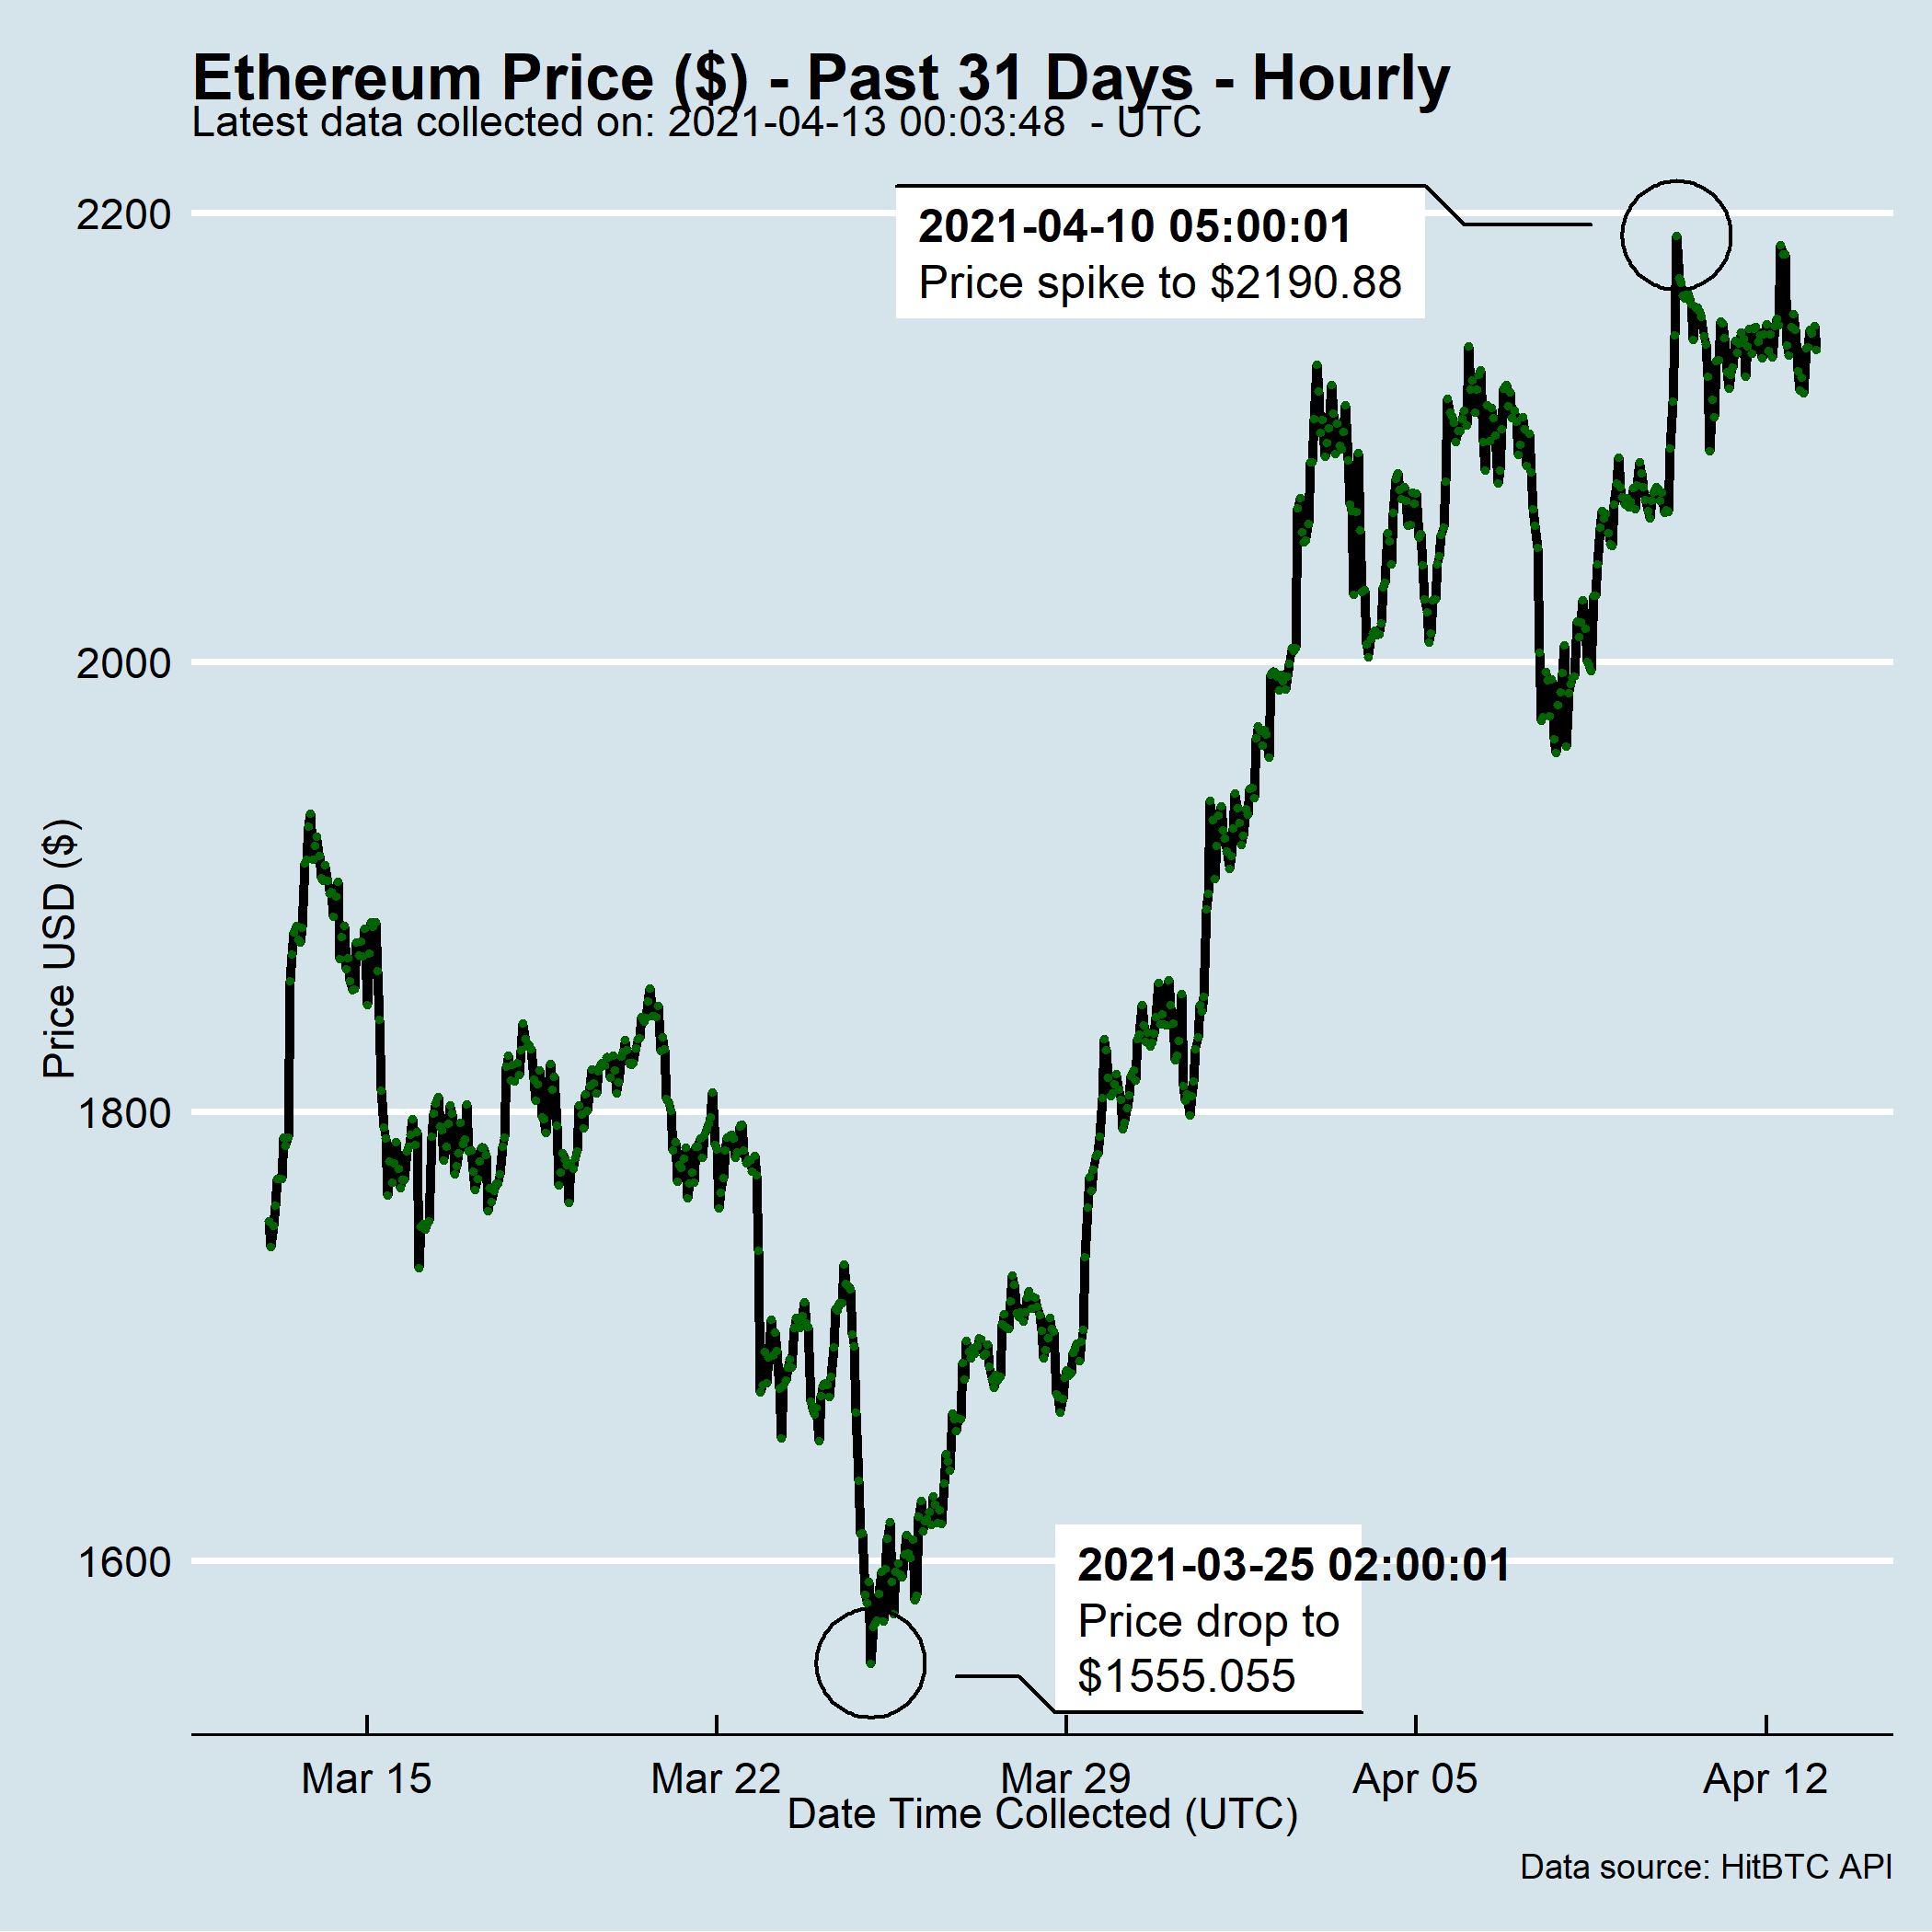 Ethereum Price ($) - Past 31 Days - Hourly
Latest data collected on: 2021-04-13 00:03:48  - UTC
2021-04-10 05:00:01
Price spike to $2190.88
2200
2000
1800
1600
Price USD ($)
2021-03-25 02:00:01
Price drop to
$1555.055
Mar 15
Mar 22
Mar 29
Apr 05
Apr 12
Date Time Collected (UTC)
Data source: HitBTC API